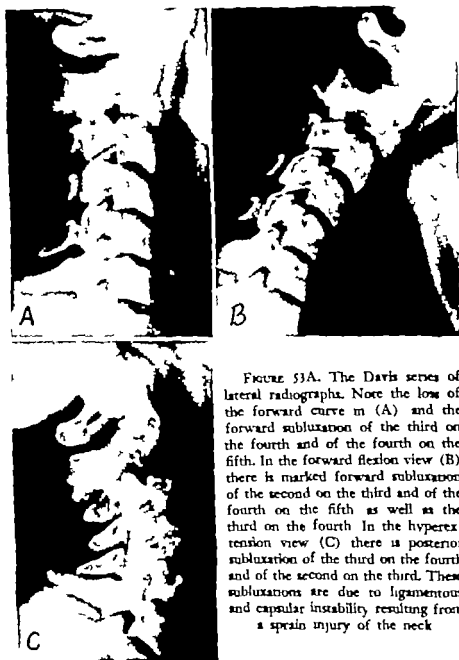 A
B
C
FIGURE 53A. The Davis series of
lateral radiographs. Note the loss of
the forward curve m (A) and the
forward subluxation of the third on
the fourth and of the fourth on the
fifth. In the forward flexion view (B)
there is marked forward subluxation
of the second on the third and of the
fourth on the fifth as well as the
third on the fourth In the hyperex
tension view (C) there is posterior
subluxation of the third on the fourth
and of the second on the third. These
subluxations are due to ligamentous
and capsular instability resulting from
a sprain injury of the neck